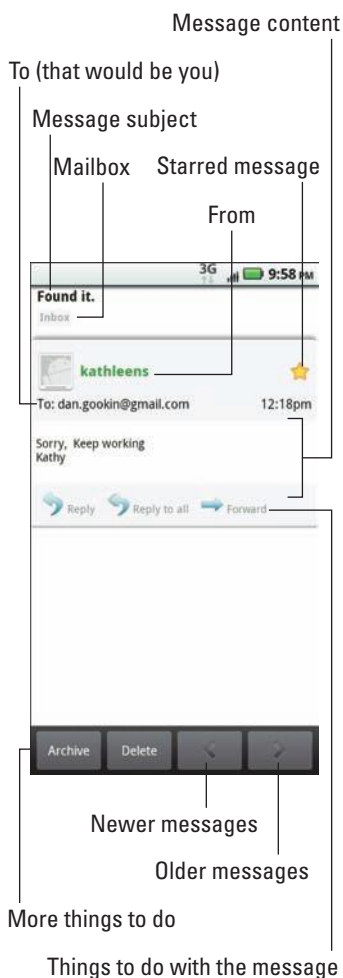 Message content
To (that would be you)
Message subject
Mailbox
Starred message
From
3G
9:58 PM
Found it.
Inbox
kathleens
To: dan.gookin@gmail.com
12:18pm
Sorry, Keep working
Kathy
Reply
Reply to all
Forward
Archive
Delete
Newer messages
Older messages
More things to do
Things to do with the message